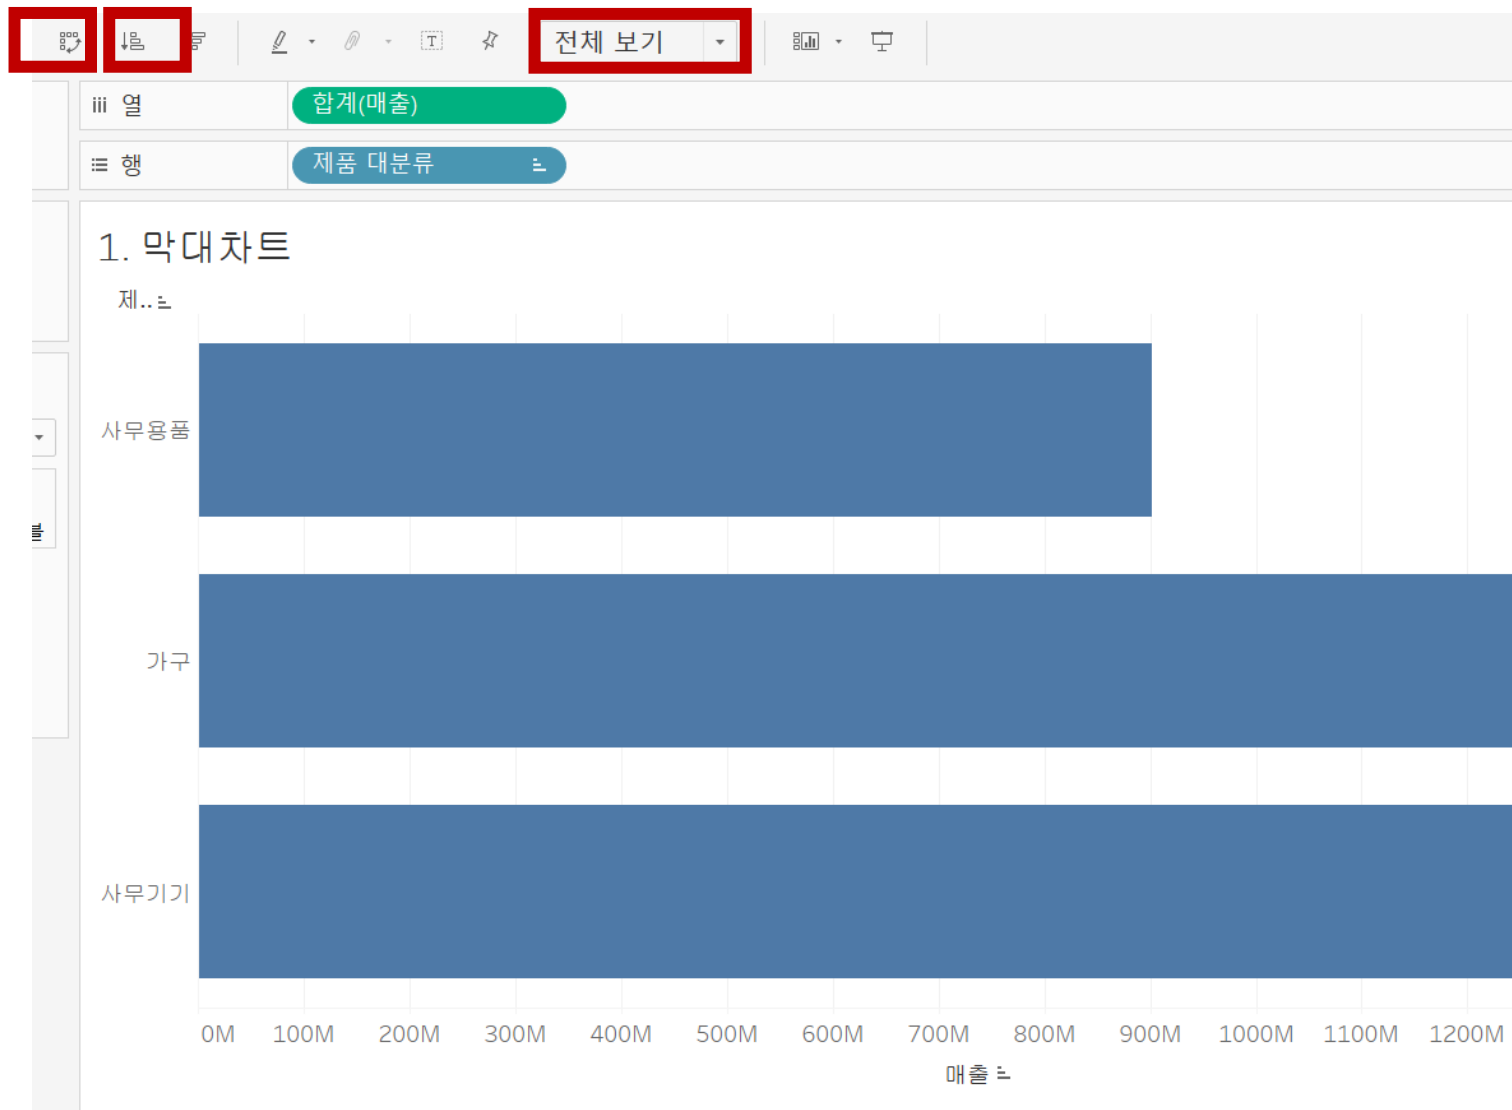 T 전체 보기
iii 열 합계(매출)
행 제품 대분류
1. 막대차트
제..
사무용품
블
가구
사무기기
0M 100M 200M 300M 400M 500M 600M 700M 800M 900M 1000M 1100M 1200M
매출